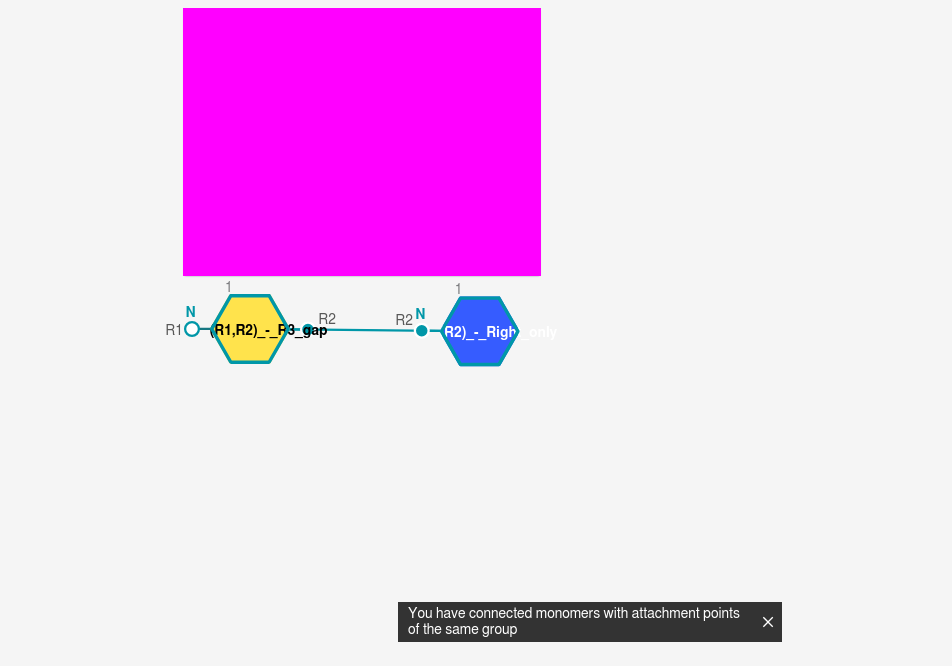 1
1
N
N
R1
(R1,R2)_-_R3_gap
R2
R2
R2)_-_Right_only
You have connected monomers with attachment points
of the same group